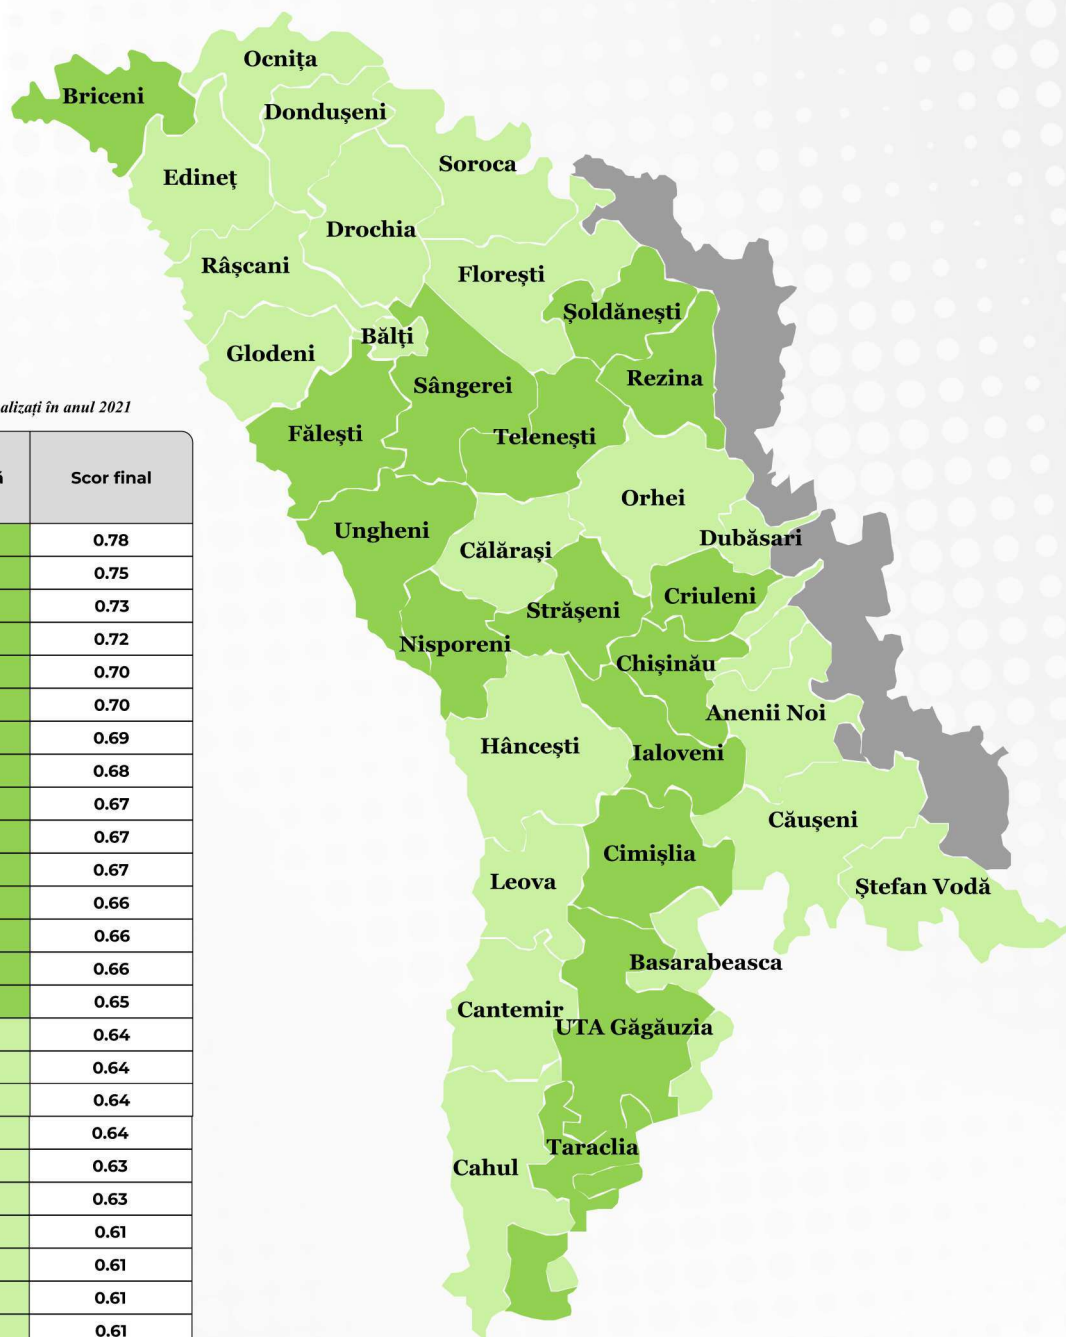 Ocnița
Briceni
Dondușeni
Soroca
Edineț
Drochia
Râșcani
Florești
Șoldănești
Bălți
Glodeni
Rezina
Sângerei
alizați în anul 2021
Fălești
Telenești
Scor final
Orhei
Ungheni
Dubăsari
0.78
Călărași
0.75
Criuleni
0.73
Strășeni
0.72
Nisporeni
Chișinău
0.70
0.70
Anenii Noi
0.69
Hâncești
Ialoveni
0.68
0.67
Căușeni
0.67
Cimișlia
0.67
Leova
Ștefan Vodă
0.66
0.66
0.66
Basarabeasca
0.65
Cantemir
UTA Găgăuzia
0.64
0.64
0.64
0.64
Taraclia
0.63
Cahul
0.63
0.61
0.61
0.61
0.61